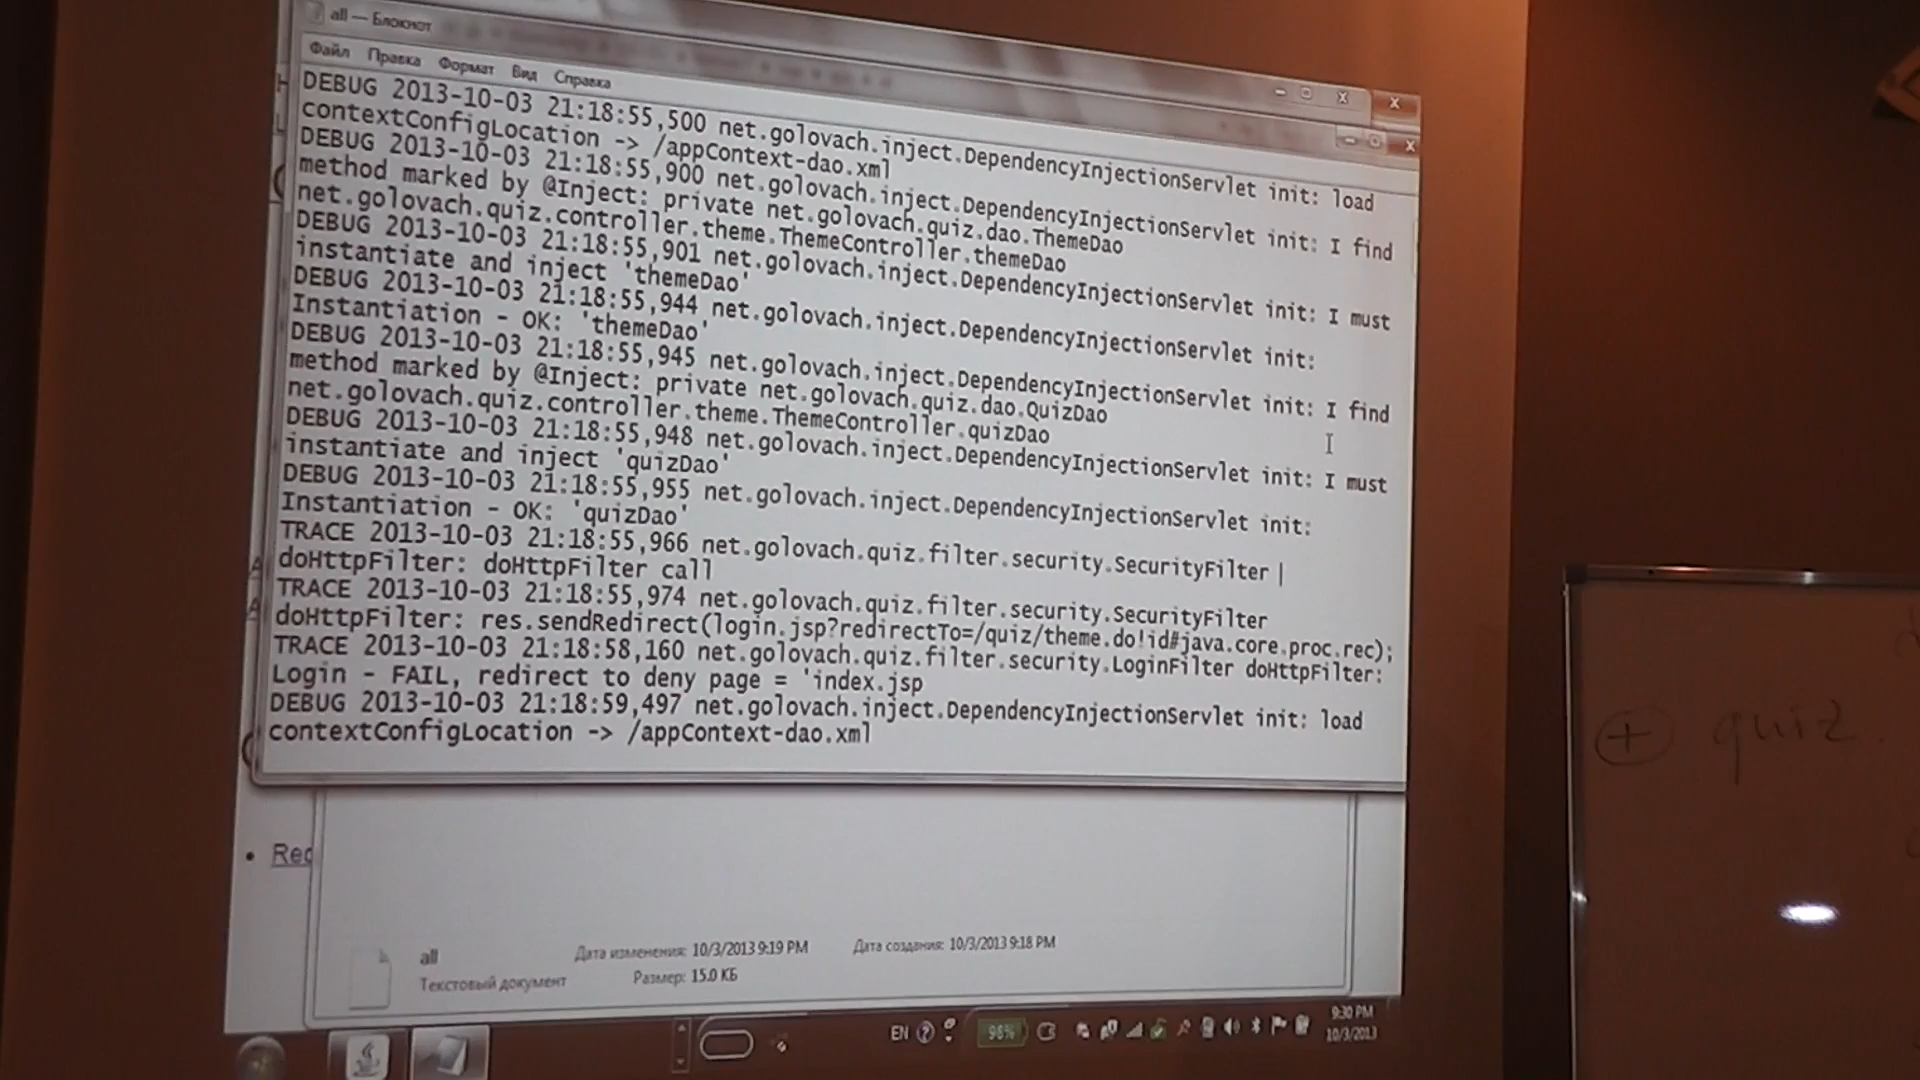 all — Блокнот
Файл Правка Формат Вид Справка
DEBUG 2013-10-03 21:18:55,500 net.golovach.inject.DependencyInjectionServlet init: load
contextConfigLocation -> /appContext-dao.xml
DEBUG 2013-10-03 21:18:55,900 net.golovach.inject.DependencyInjectionServlet init: I find
method marked by @Inject: private net.golovach.quiz.dao.ThemeDao
net.golovach.quiz.controller.theme.ThemeController.themeDao
DEBUG 2013-10-03 21:18:55,901 net.golovach.inject.DependencyInjectionServlet init: I must
instantiate and inject 'themeDao'
DEBUG 2013-10-03 21:18:55,944 net.golovach.inject.DependencyInjectionServlet init:
Instantiation - OK: 'themeDao'
DEBUG 2013-10-03 21:18:55,945 net.golovach.inject.DependencyInjectionServlet init: I find
method marked by @Inject: private net.golovach.quiz.dao.QuizDao
net.golovach.quiz.controller.theme.ThemeController.quizDao
DEBUG 2013-10-03 21:18:55,948 net.golovach.inject.DependencyInjectionServlet init: I must
instantiate and inject 'quizDao'
DEBUG 2013-10-03 21:18:55,955 net.golovach.inject.DependencyInjectionServlet init:
Instantiation - OK: 'quizDao'
TRACE 2013-10-03 21:18:55,966 net.golovach.quiz.filter.security.SecurityFilter
doHttpFilter: doHttpFilter call
TRACE 2013-10-03 21:18:55,974 net.golovach.quiz.filter.security.SecurityFilter
doHttpFilter: res.sendRedirect(login.jsp?redirectTo=/quiz/theme.do!id#java.core.proc.rec);
TRACE 2013-10-03 21:18:58,160 net.golovach.quiz.filter.security.LoginFilter doHttpFilter:
Login - FAIL, redirect to deny page = 'index.jsp
DEBUG 2013-10-03 21:18:59,497 net.golovach.inject.DependencyInjectionServlet init: load
contextConfigLocation -> /appContext-dao.xml
+ quiz
Rec
all Дата изменения: 10/3/2013 9:19 PM Дата создания: 10/3/2013 9:18 PM
Текстовый документ Размер: 15.0 КБ
EN 96% 9:30 PM
10/3/2013